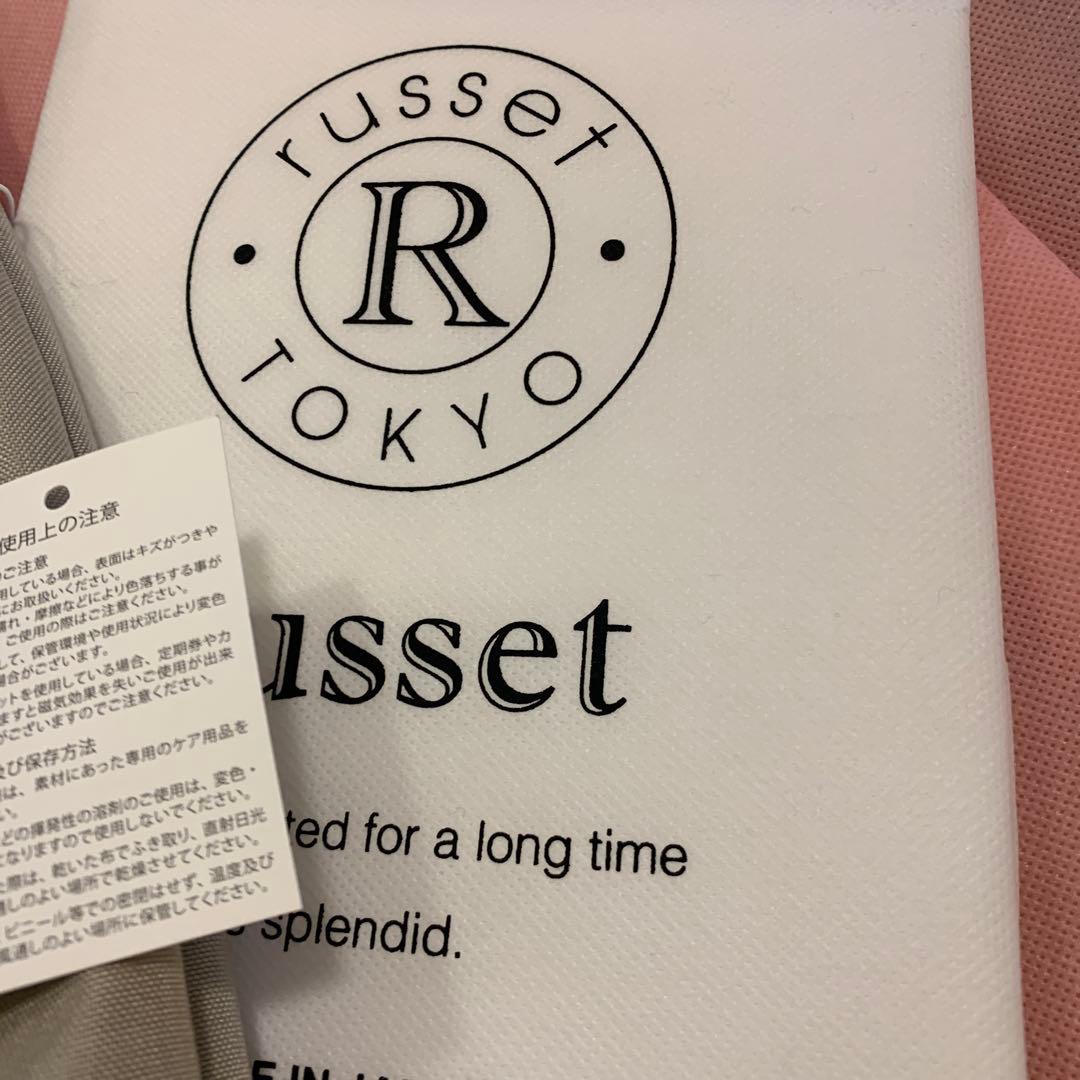 russet
R
TOKYO
使用上の注意
ご注意
用している場合、表面はキズがつきや
にお取扱いください。
濡れ・摩擦などにより色落ちする事が
ご使用の際はご注意ください。
して、保管環境や使用状況により変色
場合がございます。
ットを使用している場合、定期券やカ
ますと磁気効果を失いご使用が出来
がございますのでご注意ください。
及び保存方法
は、素材にあった専用のケア用品を
い。
どの揮発性の溶剤のご使用は、変色・
となりますので使用しないでください。
た際は、乾いた布でふき取り、直射日光
通しのよい場所で乾燥させてください。
ビニール等での密閉はせず、温度及び
風通しのよい場所に保管してください。
usset
ted for a long time
splendid.
E IN